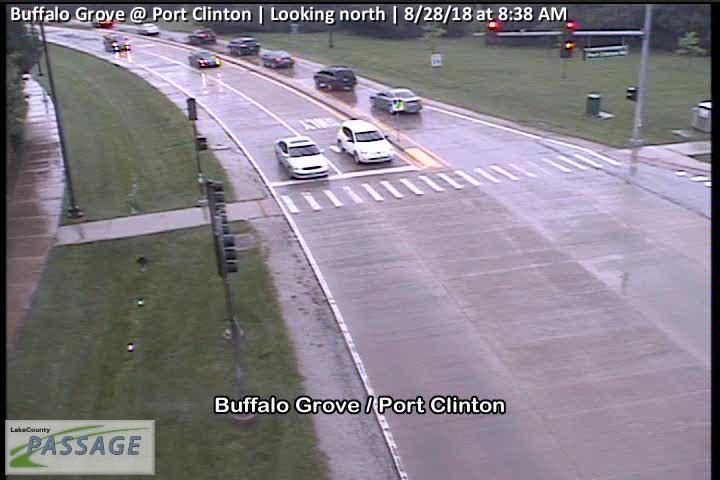 Buffalo Grove @ Port Clinton | Looking north | 8/28/18 at 8:38 AM
ONLY
Buffalo Grove / Port Clinton
LakeCounty
PASSAGE